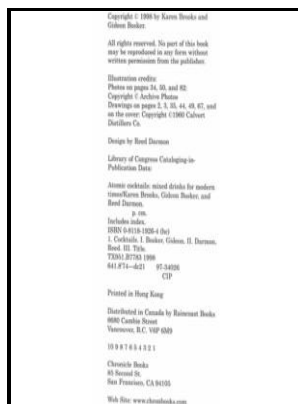 Copyright © 1998 by Karen Brooks and
Gideon Bosker.
All rights reserved. No part of this book
may be reproduced in any form without
written permission from the publisher.
Illustration credits:
Photos on pages 34, 50, and 62:
Copyright © Archive Photos
Drawings on pages 2, 3, 35, 44, 49, 67, and
on the cover: Copyright ©1960 Calvert
Distillers Co.
Design by Reed Darmon
Library of Congress Cataloging-in-
Publication Data:
Atomic cocktails: mixed drinks for modern
times/Karen Brooks, Gideon Bosker, and
Reed Darmon.
p. cm.
Includes index.
ISBN 0-8118-1926-4 (hc)
1. Cocktails. I. Bosker, Gideon. II. Darmon,
Reed. III. Title.
TX951.B7783 1998
641.8'74—dc21 97-34026
CIP
Printed in Hong Kong
Distributed in Canada by Raincoast Books
8680 Cambie Street
Vancouver, B.C. V6P 6M9
10 9 8 7 6 5 4 3 2 1
Chronicle Books
85 Second St.
San Francisco, CA 94105
Web Site: www.chronbooks.com